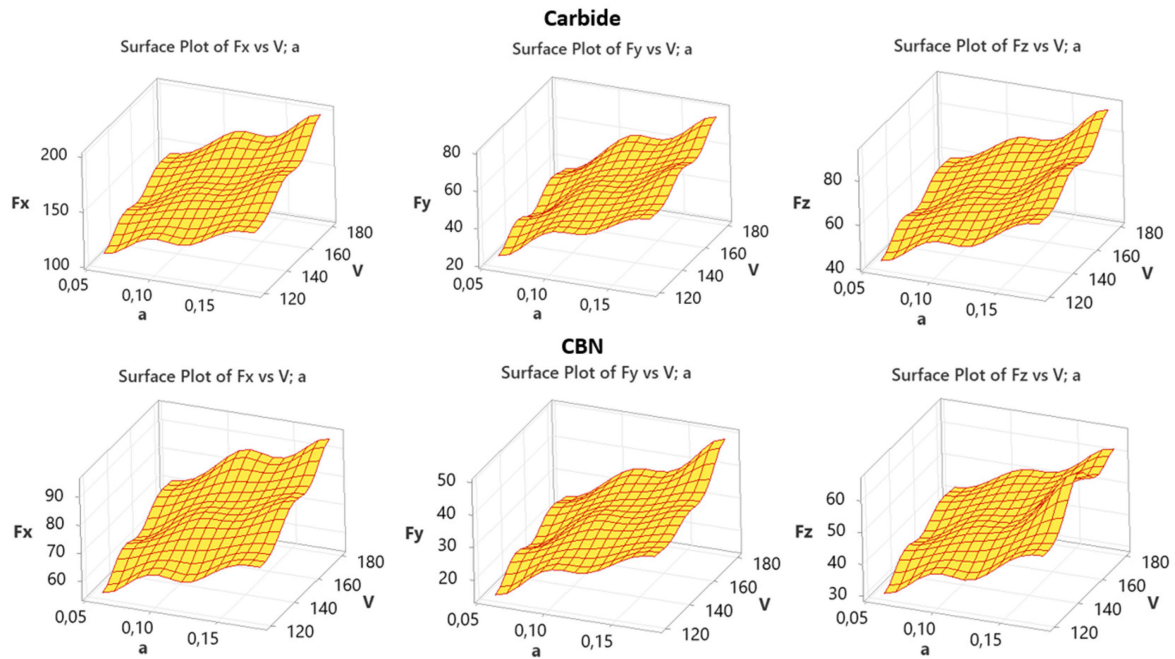 Carbide
Surface Plot of Fx vs V; a
Surface Plot of Fy vs V; a
Surface Plot of Fz vs V; a
200
150
100
Fx
0,05
0,10
0,15
a
120
140
160
180
V
80
60
40
20
Fy
0,05
0,10
0,15
a
120
140
160
180
V
80
60
40
Fz
0,05
0,10
0,15
a
120
140
160
180
V
CBN
Surface Plot of Fx vs V; a
Surface Plot of Fy vs V; a
Surface Plot of Fz vs V; a
90
80
70
60
Fx
0,05
0,10
0,15
a
120
140
160
180
V
50
40
30
20
Fy
0,05
0,10
0,15
a
120
140
160
180
V
60
50
40
30
Fz
0,05
0,10
0,15
a
120
140
160
180
V